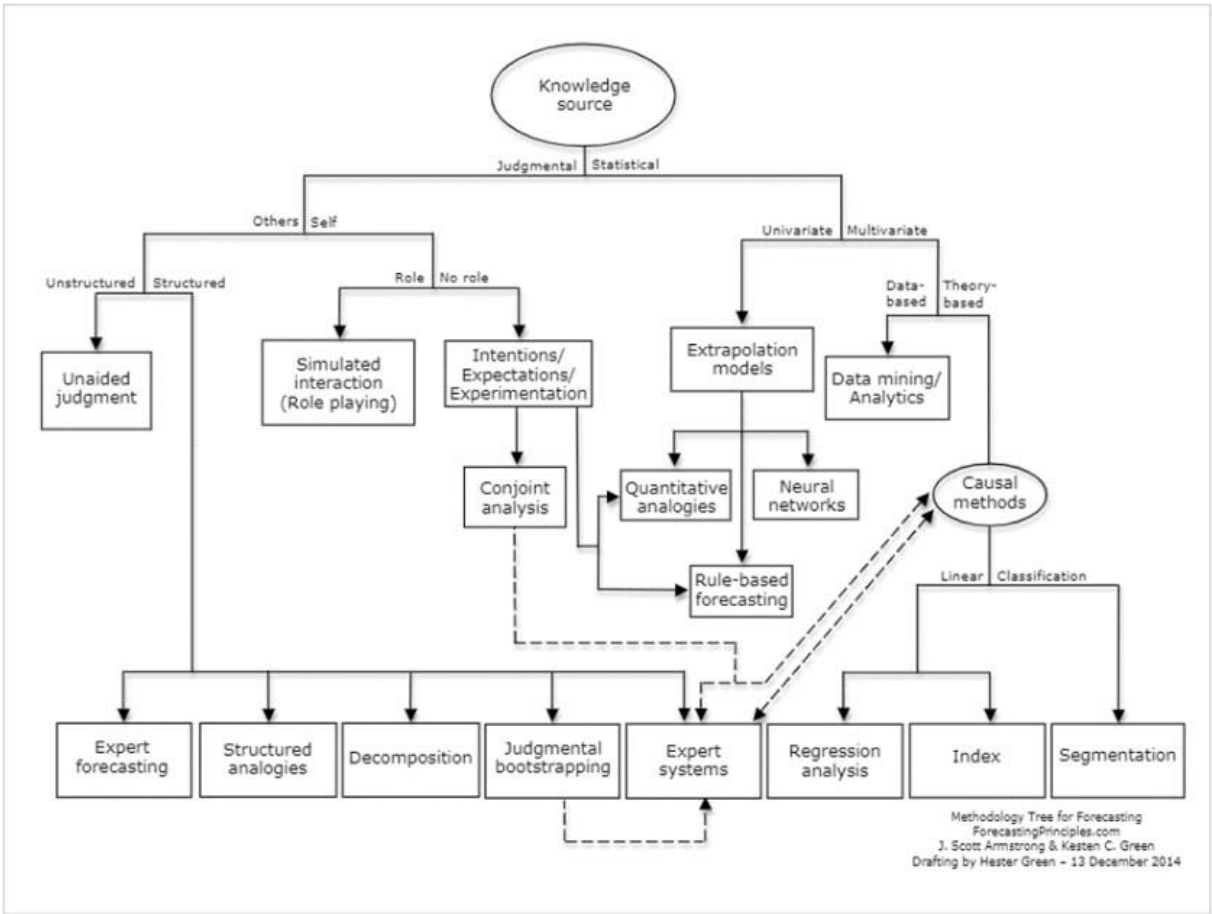 Knowledge
source
Judgmental Statistical
Others Self
Univariate Multivariate
Unstructured Structured
Role No role
Data-
based
Theory-
based
Unaided
judgment
Simulated
interaction
(Role playing)
Intentions/
Expectations/
Experimentation
Extrapolation
models
Data mining/
Analytics
Conjoint
analysis
Quantitative
analogies
Neural
networks
Causal
methods
Rule-based
forecasting
Linear Classification
Expert
forecasting
Structured
analogies
Decomposition
Judgmental
bootstrapping
Expert
systems
Regression
analysis
Index
Segmentation
Methodology Tree for Forecasting
ForecastingPrinciples.com
J. Scott Armstrong & Kesten C. Green
Drafting by Hester Green – 13 December 2014